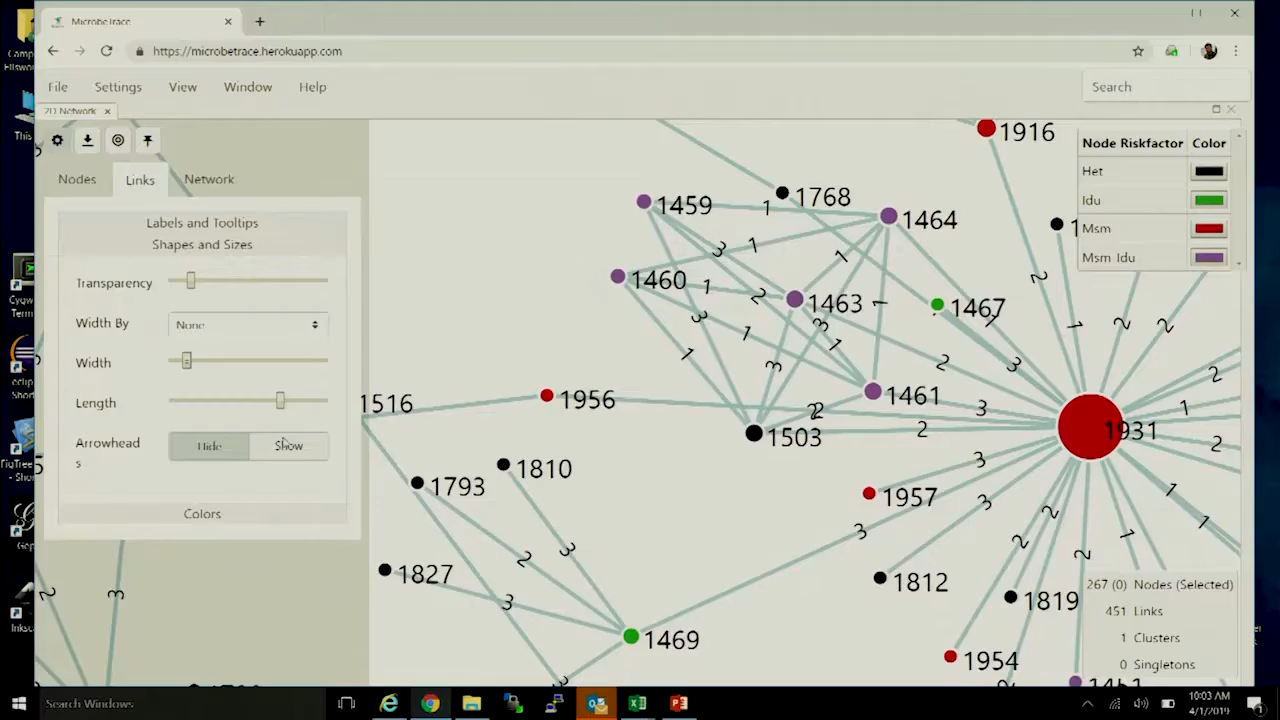 MicrobeTrace
https://microbetrace.herokuapp.com
File Settings View Window Help
Search
2D Network
Nodes Links Network
Labels and Tooltips
Shapes and Sizes
Transparency
Width By None
Width
Length
Arrowhead
s
Hide Show
Colors
Node Riskfactor Color
Het
Idu
Msm
Msm Idu
1916
1459
1768
1464
1460
1463
1467
1461
1516
1956
1503
1931
1810
1793
1957
1827
1812
1819
1469
1954
267 (0) Nodes (Selected)
451 Links
1 Clusters
0 Singletons
This
Search Windows
10:03 AM
4/1/2019